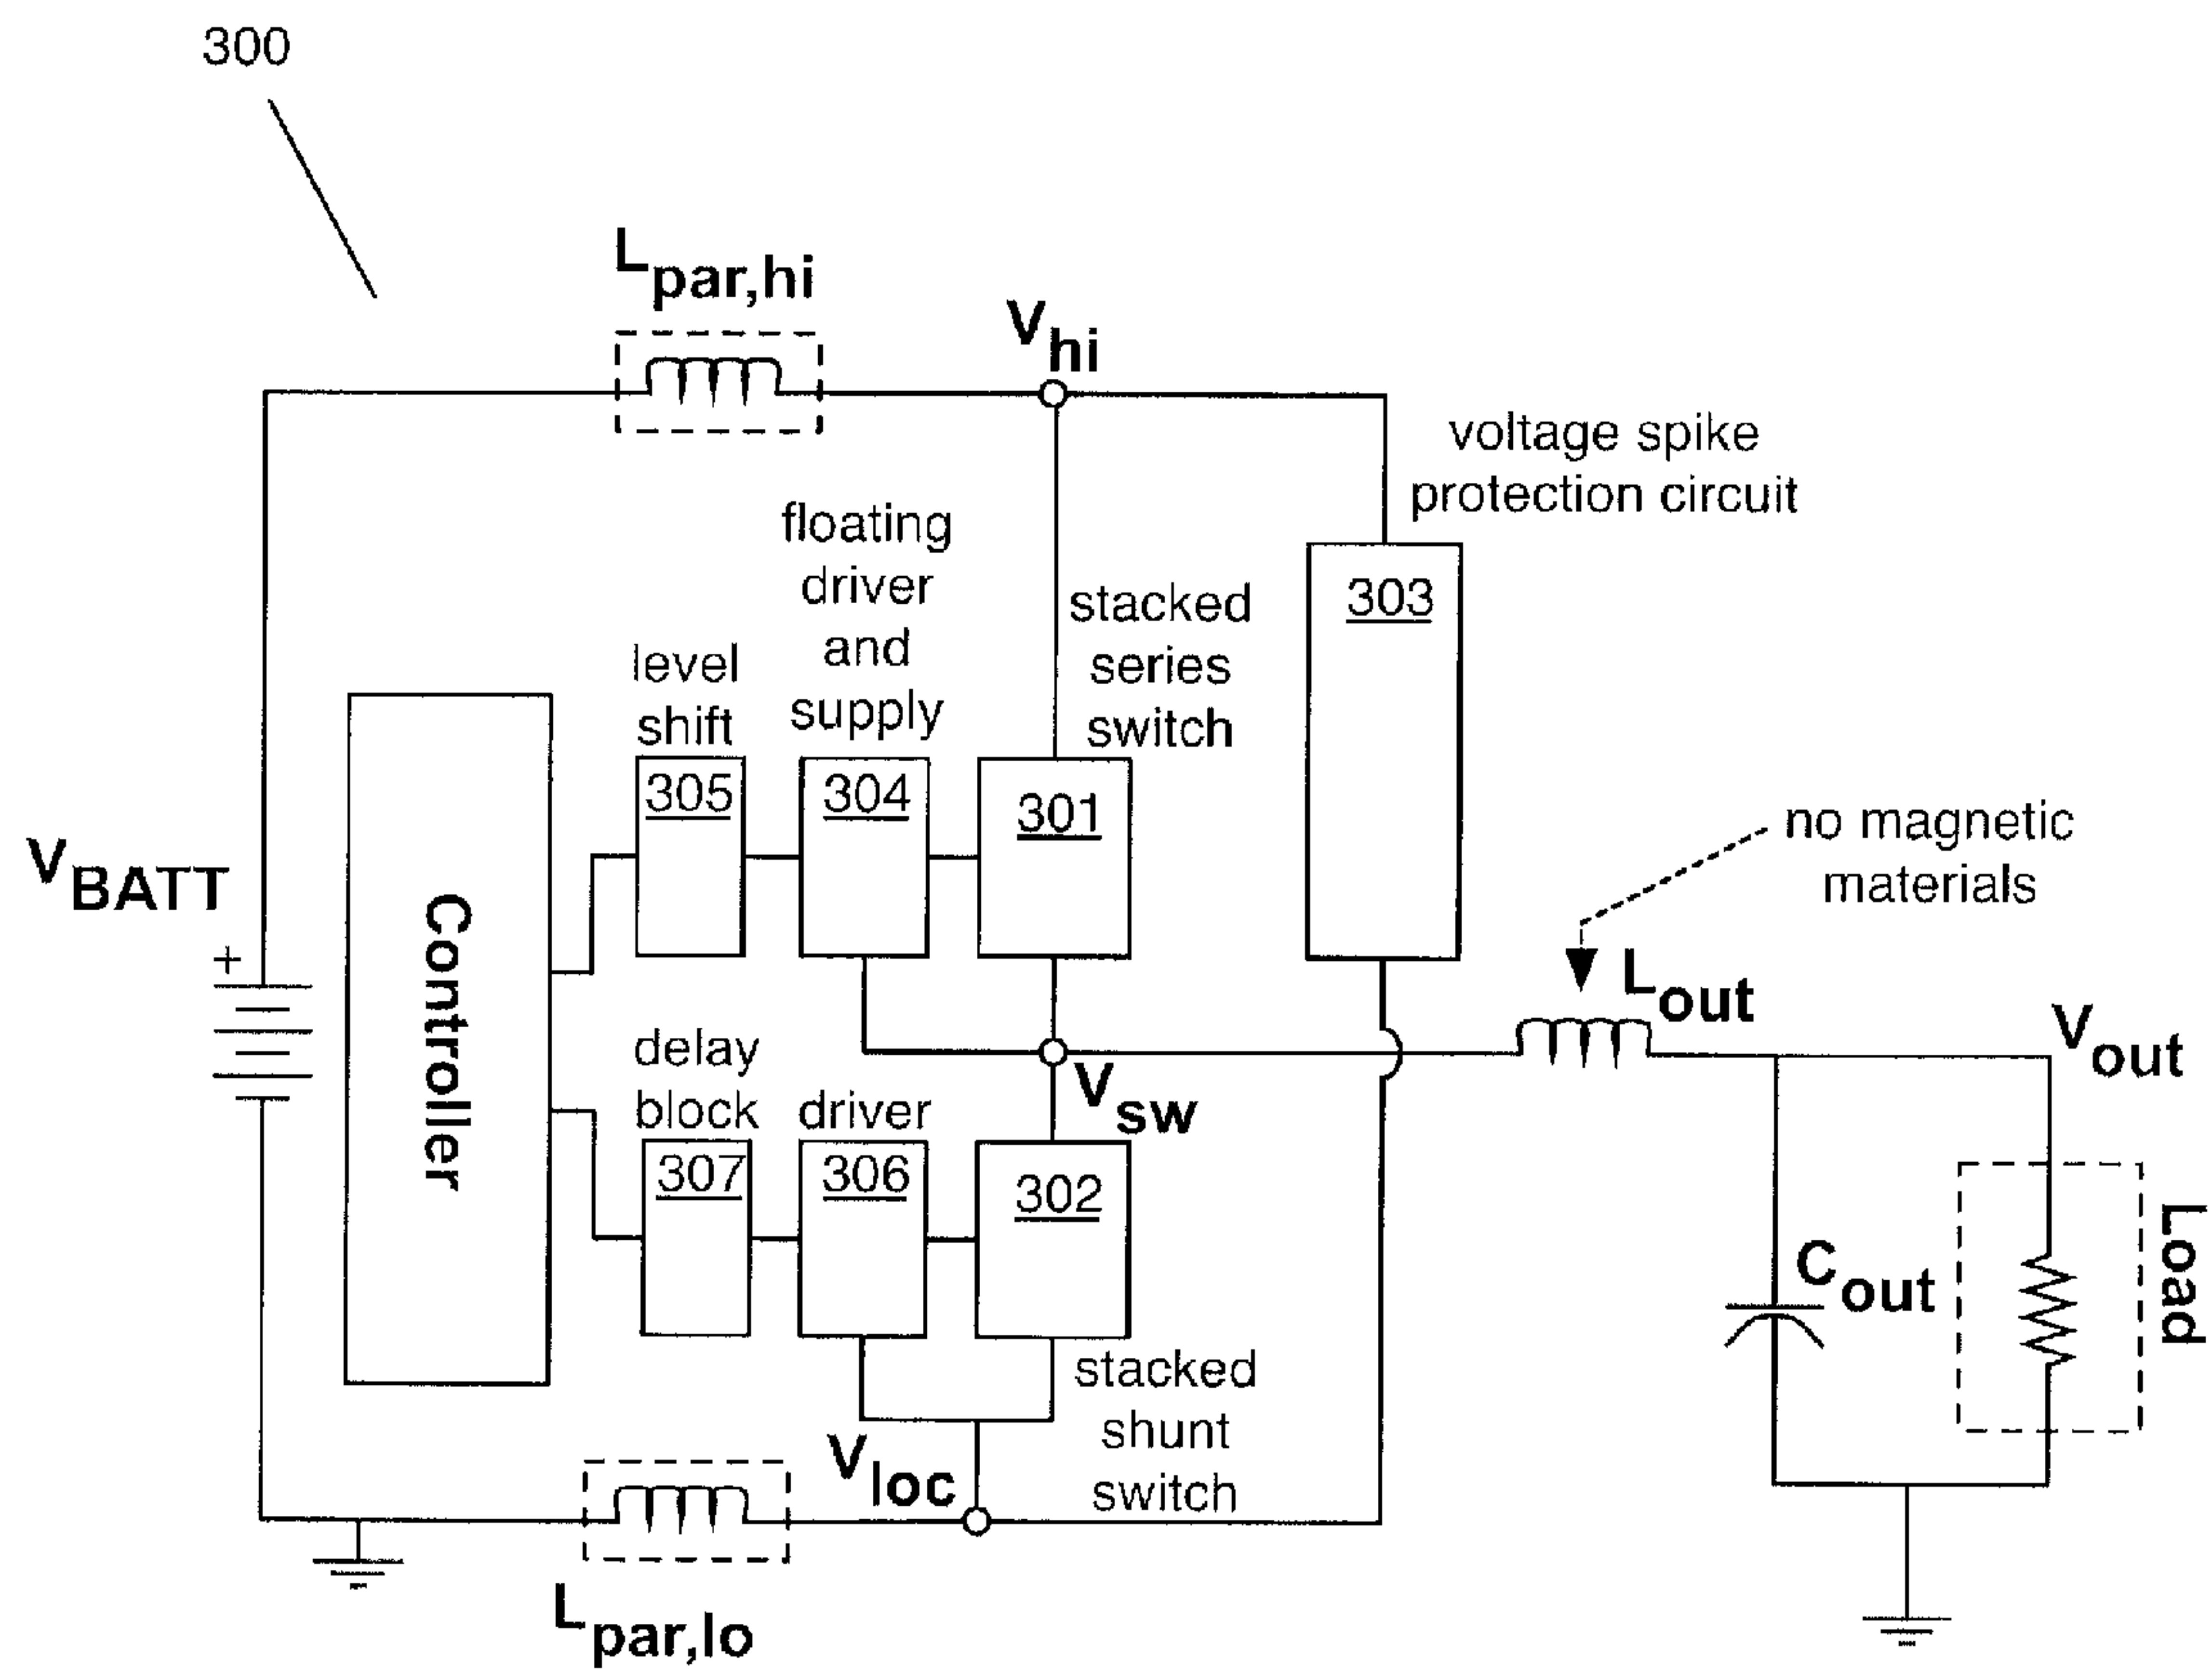 300
Lpar,hi
Vhi
voltage spike
protection circuit
303
floating
driver
and
supply
304
stacked
series
switch
301
level
shift
305
no magnetic
materials
VBATT
+
Controller
Lout
Vout
Vsw
delay
block
307
driver
306
302
stacked
shunt
switch
Cout
Load
Vloc
Lpar,lo